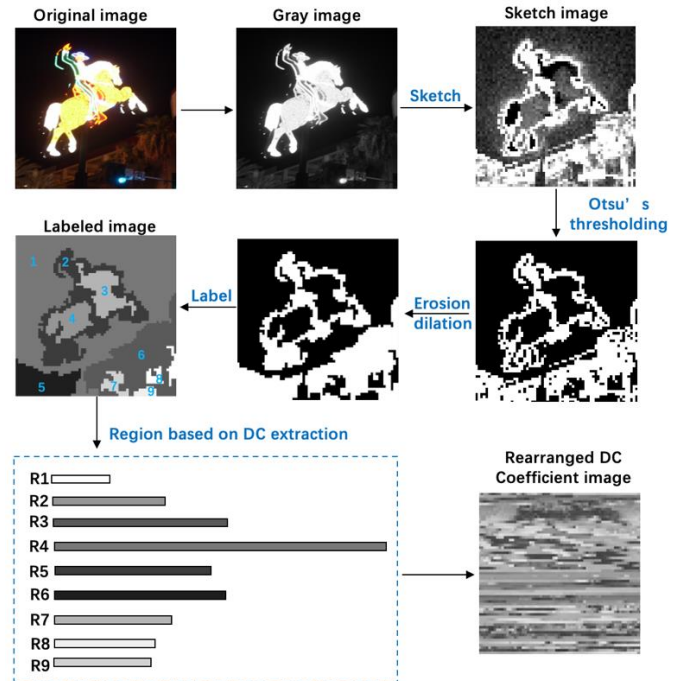 Original image
Gray image
Sketch image
Sketch
Otsu’s
thresholding
Labeled image
1
2
3
4
5
6
7
8
9
Label
Erosion
dilation
Region based on DC extraction
Rearranged DC
Coefficient image
R1
R2
R3
R4
R5
R6
R7
R8
R9